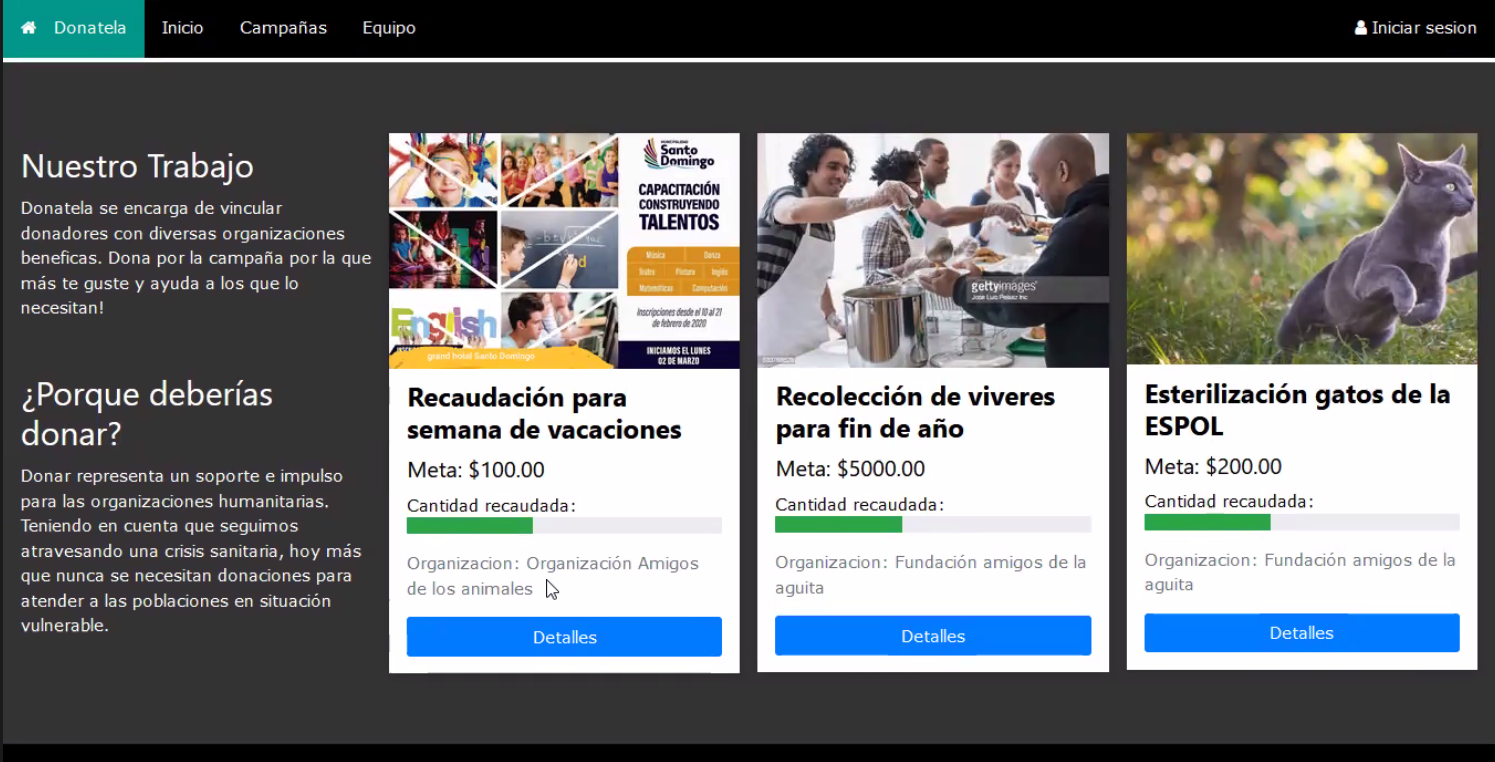 Donatela
Inicio
Campañas
Equipo
Iniciar sesion
Nuestro Trabajo
Donatela se encarga de vincular
donadores con diversas organizaciones
beneficas. Dona por la campaña por la que
más te guste y ayuda a los que lo
necesitan!
¿Porque deberías
donar?
Donar representa un soporte e impulso
para las organizaciones humanitarias.
Teniendo en cuenta que seguimos
atravesando una crisis sanitaria, hoy más
que nunca se necesitan donaciones para
atender a las poblaciones en situación
vulnerable.
MUNICIPALIDAD
Santo
Domingo
CAPACITACIÓN
CONSTRUYENDO
TALENTOS
Música
Danza
Teatro
Pintura
Inglés
Matemáticas
Computación
Inscripciones desde el 10 al 21
de febrero de 2020
INICIAMOS EL LUNES
02 DE MARZO
English
grand hotel Santo Domingo
Recaudación para
semana de vacaciones
Meta: $100.00
Cantidad recaudada:
Organizacion: Organización Amigos
de los animales
Detalles
gettyimages
Jose Luis Pelaez Inc
Recolección de viveres
para fin de año
Meta: $5000.00
Cantidad recaudada:
Organizacion: Fundación amigos de la
aguita
Detalles
Esterilización gatos de la
ESPOL
Meta: $200.00
Cantidad recaudada:
Organizacion: Fundación amigos de la
aguita
Detalles